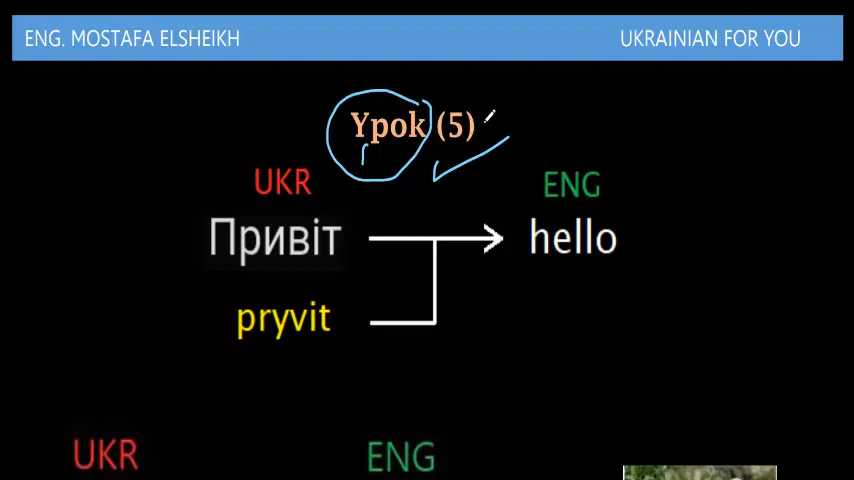 ENG. MOSTAFA ELSHEIKH UKRAINIAN FOR YOU
Урок (5)
UKR ENG
Привіт hello
pryvit
UKR ENG